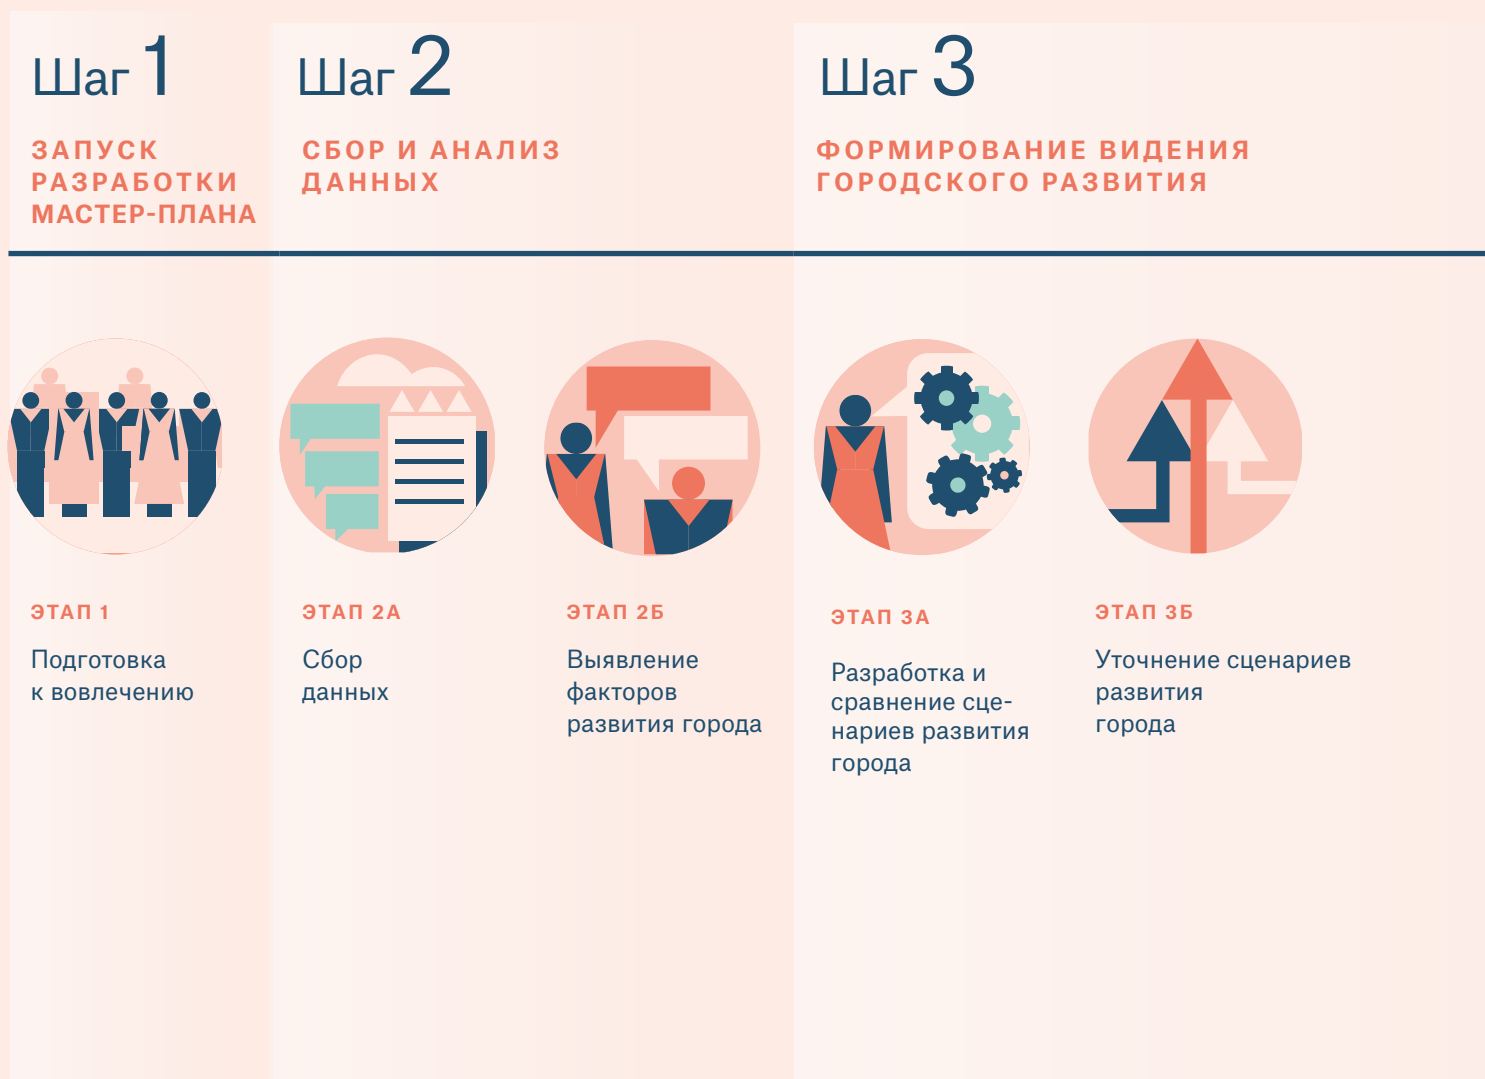 Шаг 1
ЗАПУСК
РАЗРАБОТКИ
МАСТЕР-ПЛАНА
Шаг 2
СБОР И АНАЛИЗ
ДАННЫХ
Шаг 3
ФОРМИРОВАНИЕ ВИДЕНИЯ
ГОРОДСКОГО РАЗВИТИЯ
ЭТАП 1
Подготовка
к вовлечению
ЭТАП 2А
Сбор
данных
ЭТАП 2Б
Выявление
факторов
развития города
ЭТАП 3А
Разработка и
сравнение сце-
нариев развития
города
ЭТАП 3Б
Уточнение сценариев
развития
города